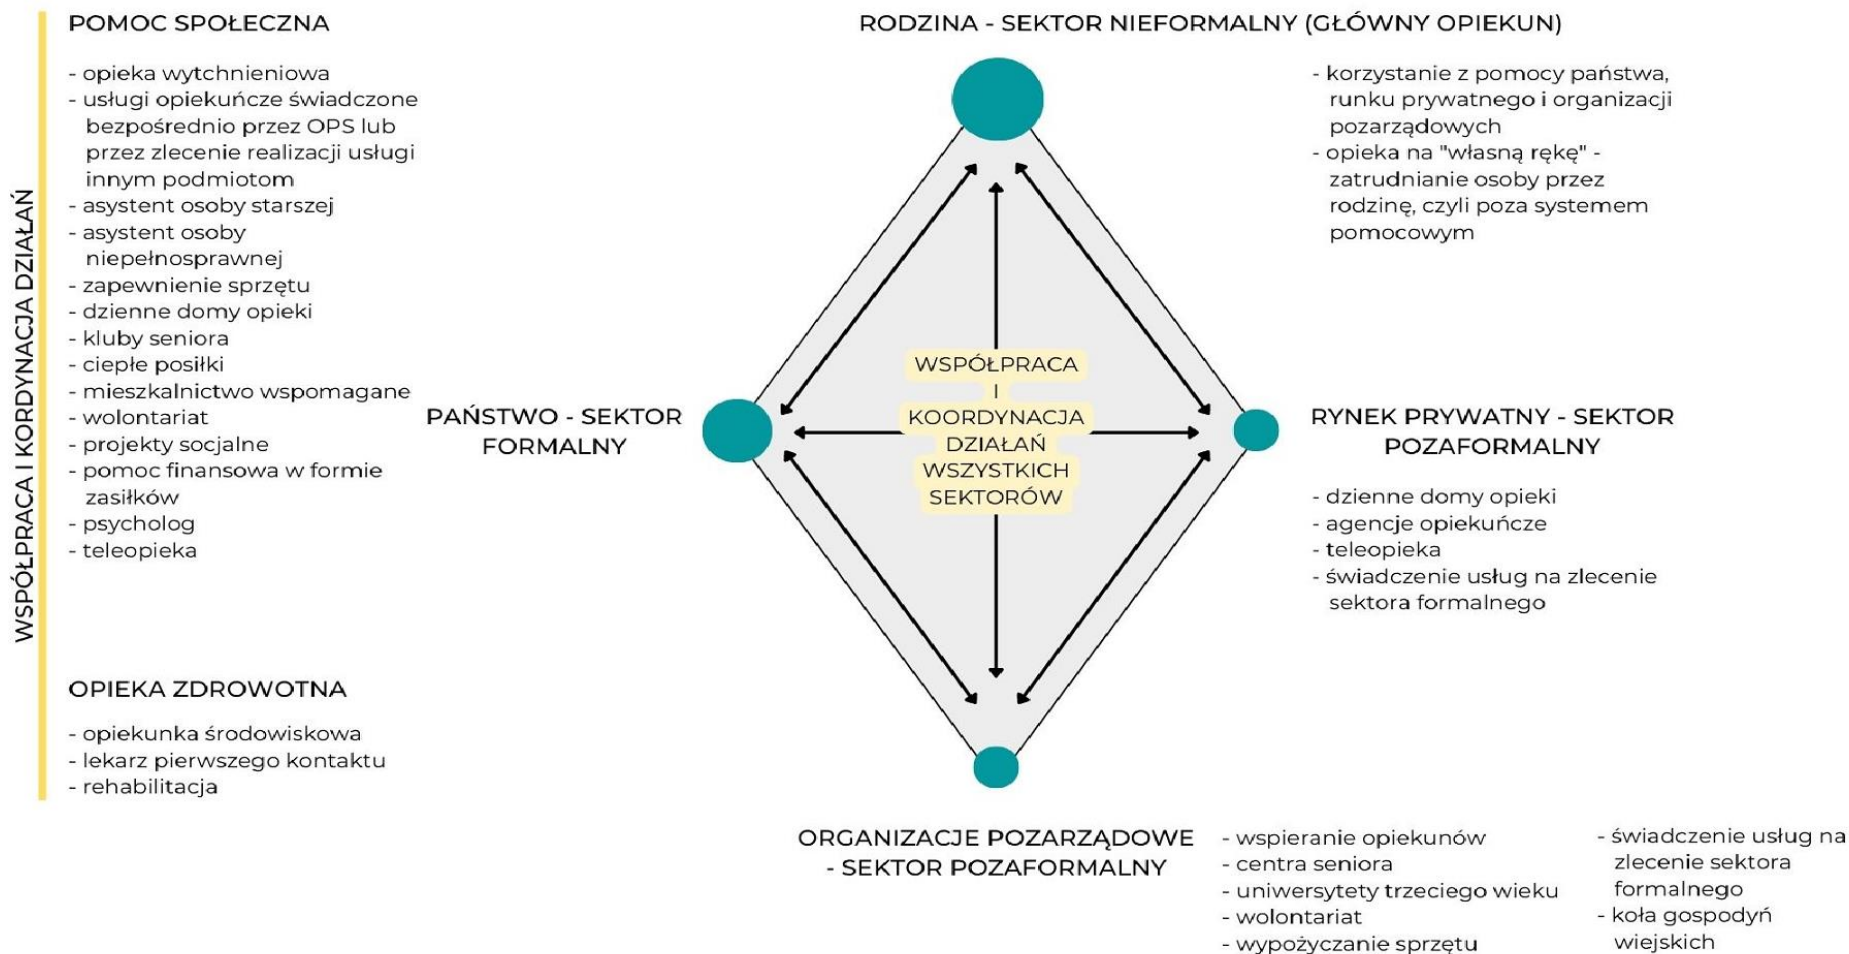 WSPÓŁPRACA I KORDYNACJA DZIAŁAŃ
POMOC SPOŁECZNA
- opieka wytchnieniowa
- usługi opiekuńcze świadczone
bezpośrednio przez OPS lub
przez zlecenie realizacji usługi
innym podmiotom
- asystent osoby starszej
- asystent osoby
niepełnosprawnej
- zapewnienie sprzętu
- dzienne domy opieki
- kluby seniora
- ciepłe posiłki
- mieszkalnictwo wspomagane
- wolontariat
- projekty socjalne
- pomoc finansowa w formie
zasiłków
- psycholog
- teleopieka
OPIEKA ZDROWOTNA
- opiekunka środowiskowa
- lekarz pierwszego kontaktu
- rehabilitacja
PAŃSTWO - SEKTOR
FORMALNY
RODZINA - SEKTOR NIEFORMALNY (GŁÓWNY OPIEKUN)
- korzystanie z pomocy państwa,
runku prywatnego i organizacji
pozarządowych
- opieka na "własną rękę" -
zatrudnianie osoby przez
rodzinę, czyli poza systemem
pomocowym
WSPÓŁPRACA
I
KOORDYNACJA
DZIAŁAŃ
WSZYSTKICH
SEKTORÓW
RYNEK PRYWATNY - SEKTOR
POZAFORMALNY
- dzienne domy opieki
- agencje opiekuńcze
- teleopieka
- świadczenie usług na zlecenie
sektora formalnego
ORGANIZACJE POZARZĄDOWE
- SEKTOR POZAFORMALNY
- wspieranie opiekunów
- centra seniora
- uniwersytety trzeciego wieku
- wolontariat
- wypożyczanie sprzętu
- świadczenie usług na
zlecenie sektora
formalnego
- koła gospodyń
wiejskich